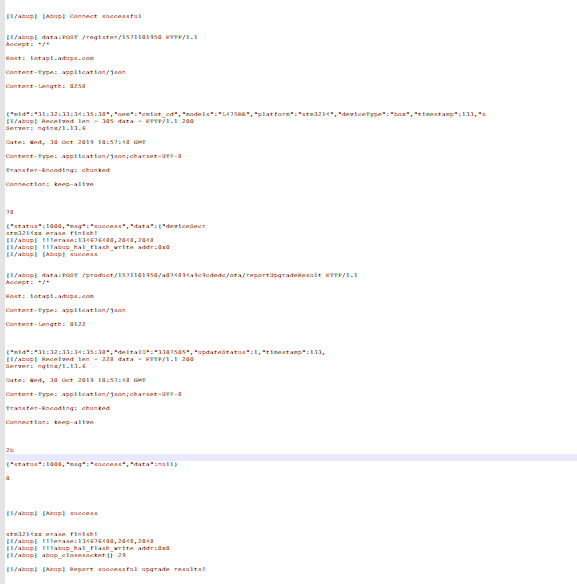 [I/abup] [Abup] Connect successful
[I/abup] data:POST /register/1571101950 HTTP/1.1
Accept: */*
Host: iotapi.adups.com
Content-Type: application/json
Content-Length: 0258
{"mid":"31:32:33:34:35:38","oem":"cmiot_cd","models":"L475RE","platform":"stm32l4","deviceType":"box","timestamp":133,"s
[I/abup] Received len = 305 data = HTTP/1.1 200
Server: nginx/1.13.6
Date: Wed, 30 Oct 2019 10:57:48 GMT
Content-Type: application/json;charset=UTF-8
Transfer-Encoding: chunked
Connection: keep-alive
78
{"status":1000,"msg":"success","data":{"deviceSecr
stm32l4xx erase finish!
[I/abup] !!!erase:134676480,2048,2048
[I/abup] !!!abup_hal_flash_write addr:0x0
[I/abup] [Abup] success
[I/abup] data:POST /product/1571101950/a074894a9c9cdedc/ota/reportUpgradeResult HTTP/1.1
Accept: */*
Host: iotapi.adups.com
Content-Type: application/json
Content-Length: 0122
{"mid":"31:32:33:34:35:38","deltaID":"3307505","updateStatus":1,"timestamp":133,
[I/abup] Received len = 228 data = HTTP/1.1 200
Server: nginx/1.13.6
Date: Wed, 30 Oct 2019 10:57:48 GMT
Content-Type: application/json;charset=UTF-8
Transfer-Encoding: chunked
Connection: keep-alive
2b
{"status":1000,"msg":"success","data":null}
0
[I/abup] [Abup] success
stm32l4xx erase finish!
[I/abup] !!!erase:134676480,2048,2048
[I/abup] !!!abup_hal_flash_write addr:0x0
[I/abup] abup_closesocket() 29
[I/abup] [Abup] Report successful upgrade results!